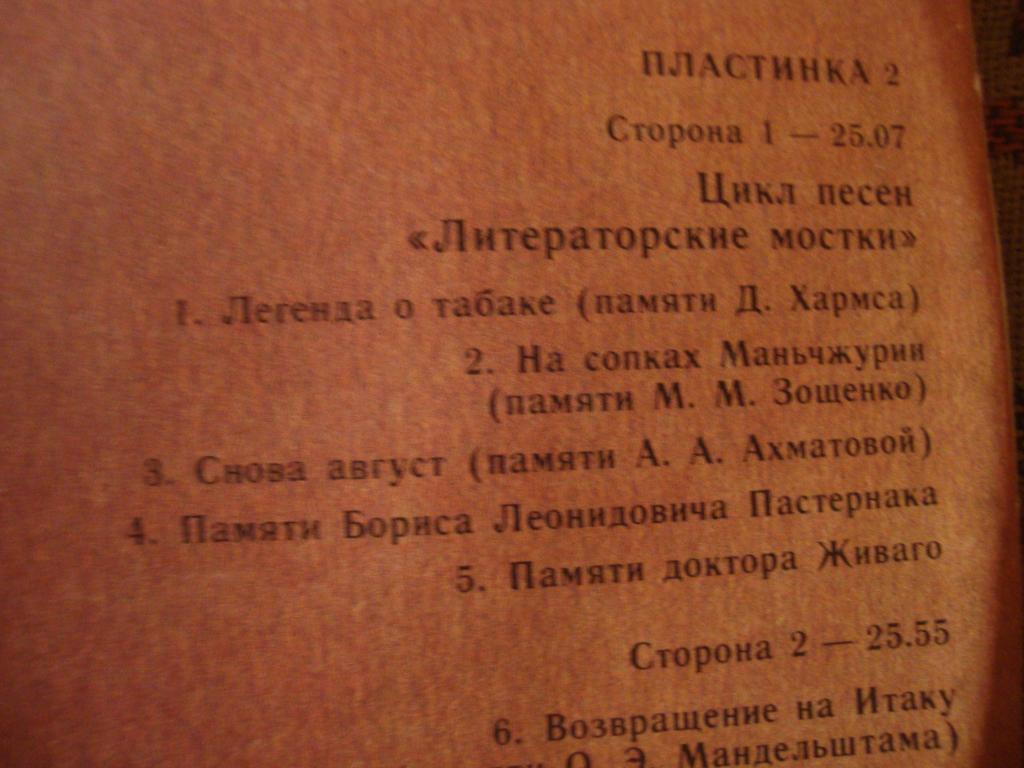 ПЛАСТИНКА 2
Сторона 1 — 25.07
Цикл песен
«Литераторские мостки»
1. Легенда о табаке (памяти Д. Хармса)
2. На сопках Маньчжурии
(памяти М. М. Зощенко)
3. Снова август (памяти А. А. Ахматовой)
4. Памяти Бориса Леонидовича Пастернака
5. Памяти доктора Живаго
Сторона 2 — 25.55
6. Возвращение на Итаку
О. Э. Мандельштама)